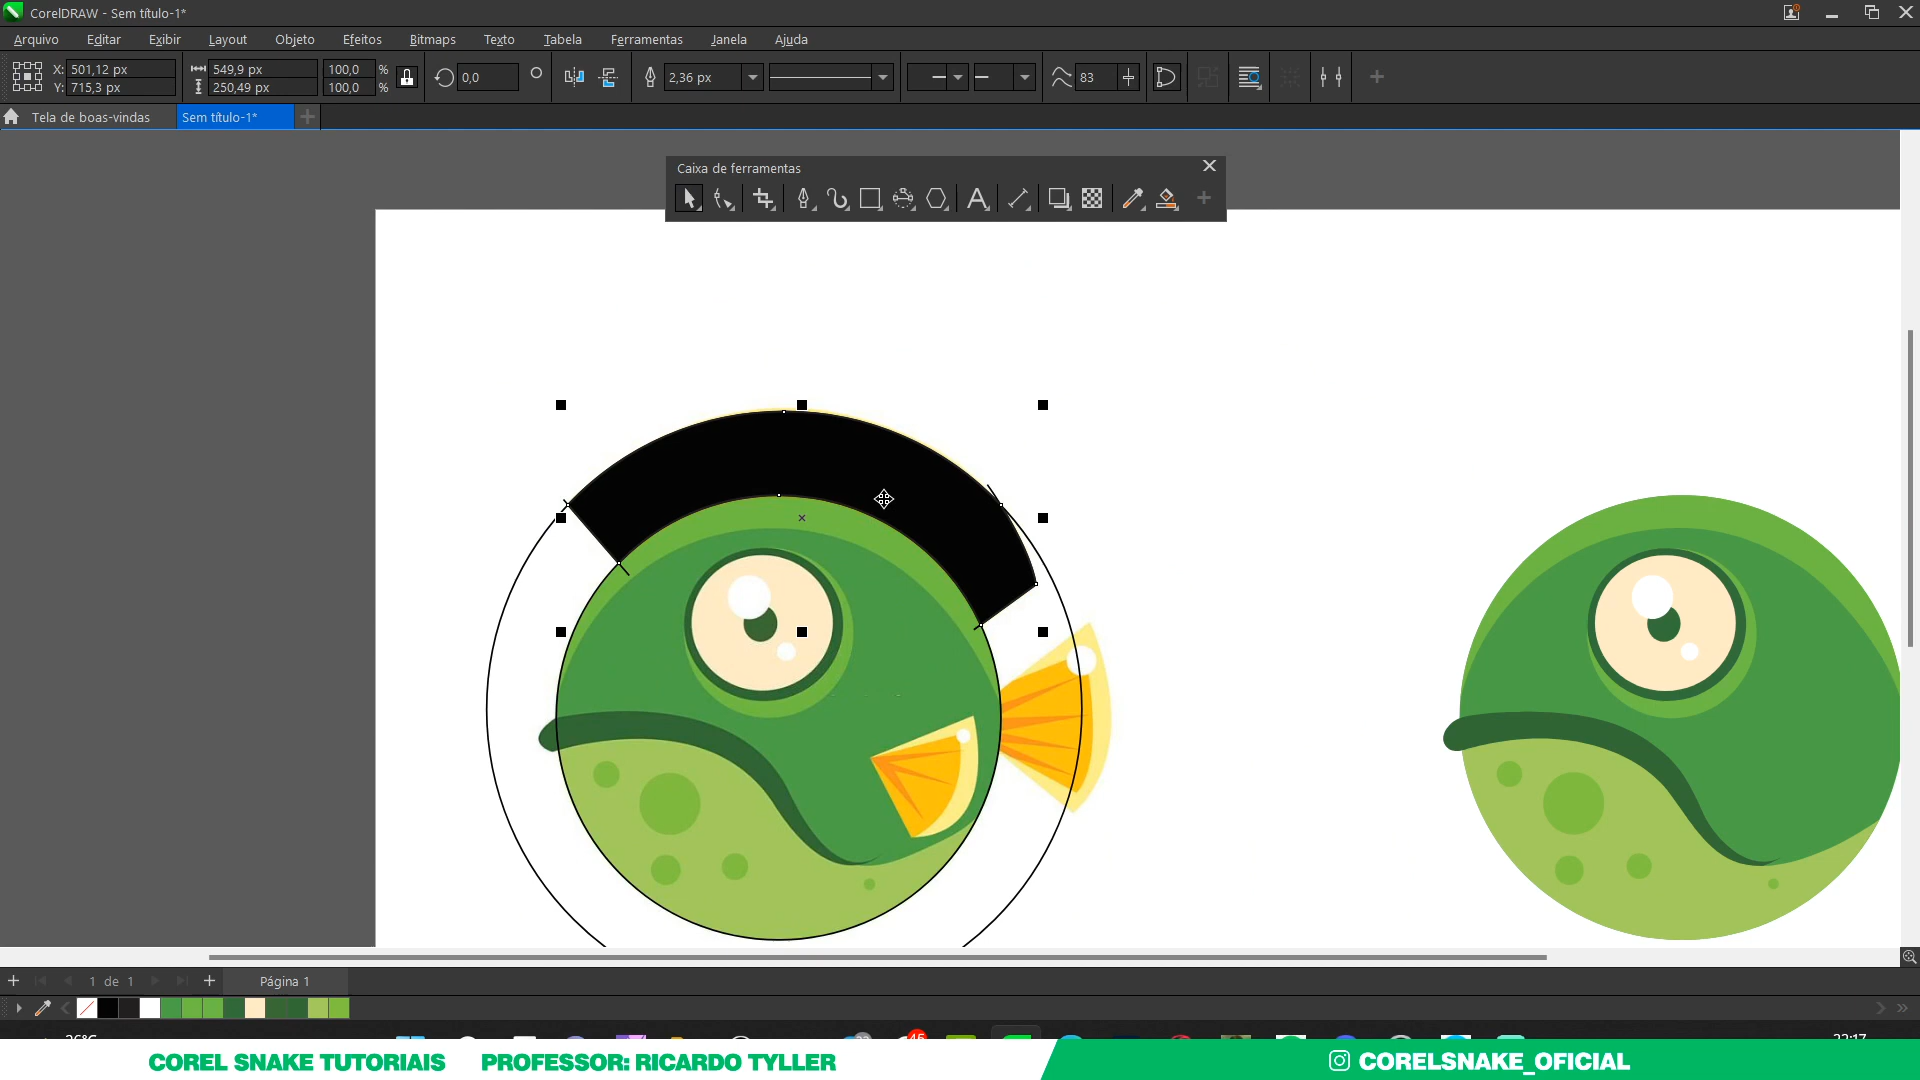 CorelDRAW - Sem título-1*
Arquivo Editar Exibir Layout Objeto Efeitos Bitmaps Texto Tabela Ferramentas Janela Ajuda
X: 501,12 px 549,9 px 100,0 % 0,0 2,36 px 83
Y: 715,3 px 250,49 px 100,0 %
Tela de boas-vindas Sem título-1*
Caixa de ferramentas
1 de 1 Página 1
COREL SNAKE TUTORIAIS PROFESSOR: RICARDO TYLLER CORELSNAKE_OFICIAL